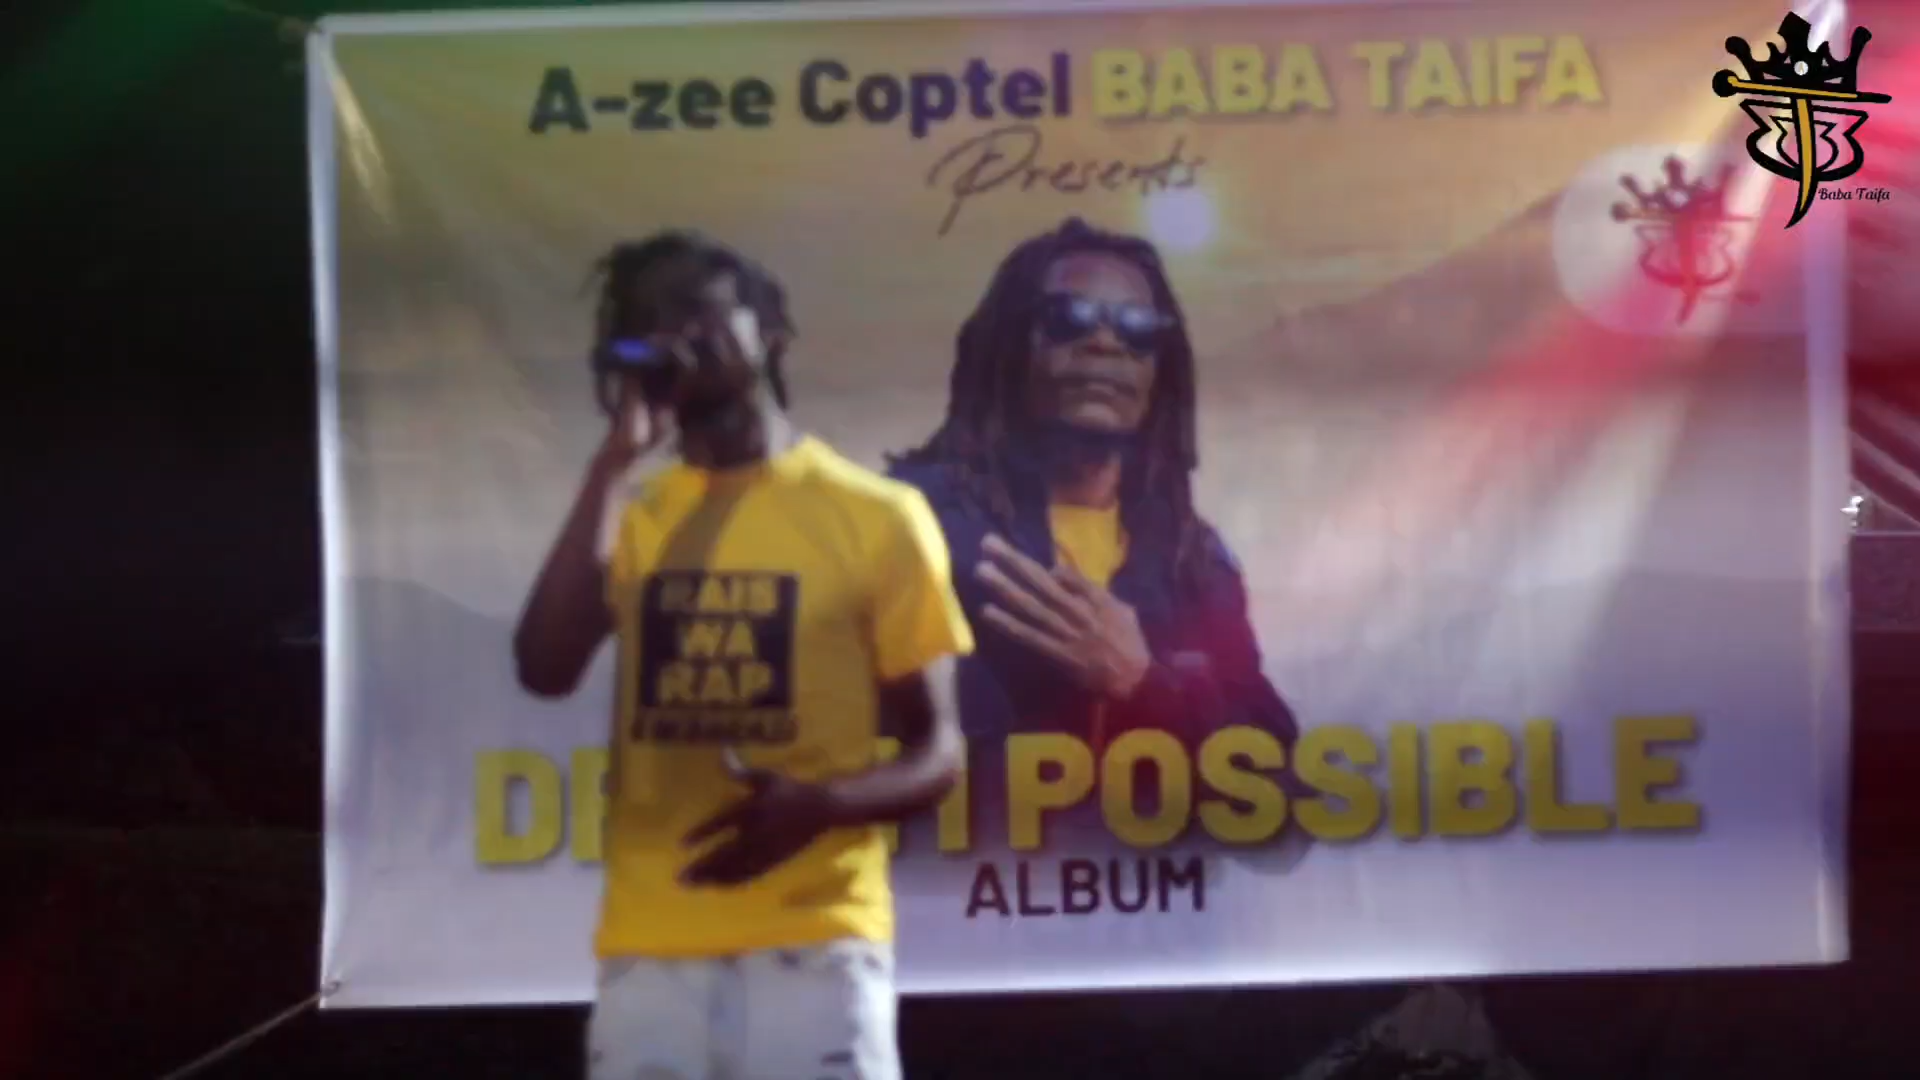 A-zee Coptel BABA TAIFA
Presents
Baba Taifa
RAIS
WA
RAP
POSSIBLE
ALBUM